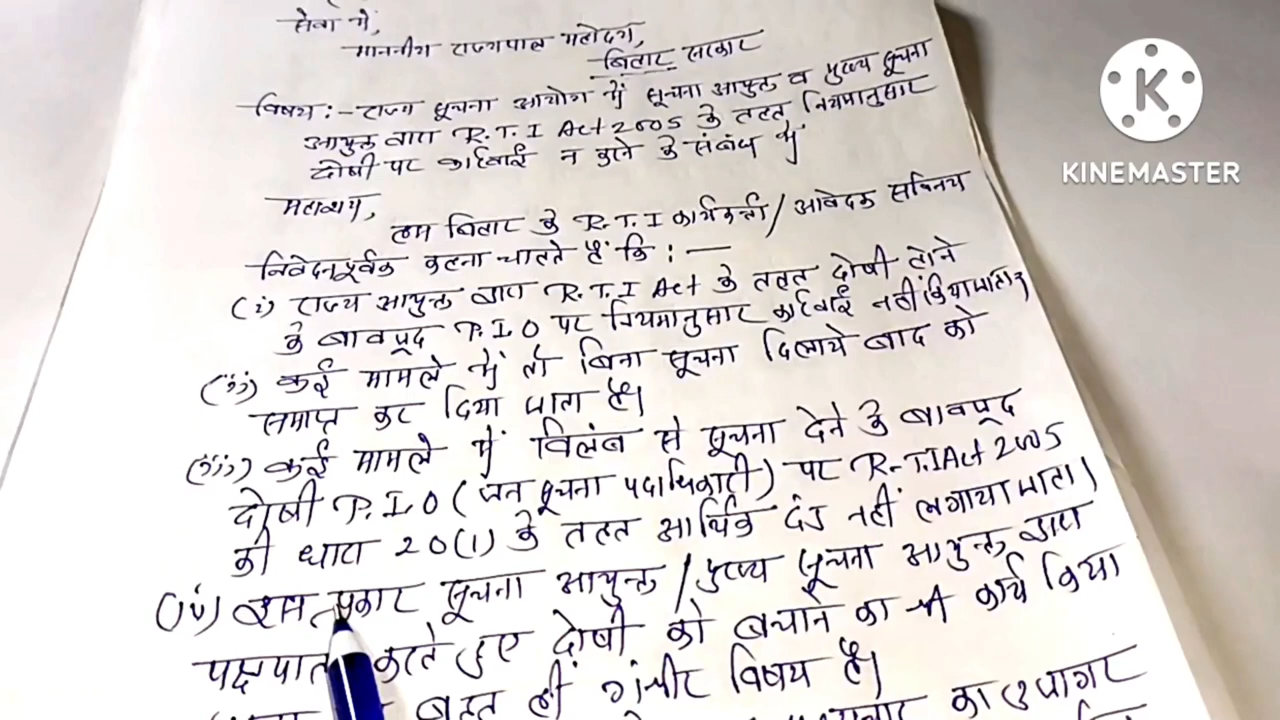 सेवा में,
माननीय राज्यपाल महोदय,
बिहार सरकार
विषय:- राज्य सूचना आयोग में सूचना आयुक्त व मुख्य सूचना
आयुक्त द्वारा R.T.I Act 2005 के तहत नियमानुसार
दोषी पर कार्रवाई न करने के संबंध में
महाशय,
हम बिहार के R.T.I कार्यकर्त्ता/आवेदक सविनय
निवेदनपूर्वक कहना चाहते हैं कि:—
(i) राज्य आयुक्त द्वारा R.T.I Act के तहत दोषी होने
के बावजूद P.I.O पर नियमानुसार कार्रवाई नहीं किया जाता है
(ii) कई मामले में तो बिना सूचना दिलाये वाद को
समाप्त कर दिया जाता है।
(iii) कई मामले में विलंब से सूचना देने के बावजूद
दोषी P.I.O (जन सूचना पदाधिकारी) पर R.T.I Act 2005
की धारा 20(1) के तहत आर्थिक दंड नहीं लगाया जाता।
(iv) इस प्रकार सूचना आयुक्त/मुख्य सूचना आयुक्त द्वारा
पक्षपात करते हुए दोषी को बचाने का कार्य किया
बहुत ही गंभीर विषय है।
का उजागर
KINEMASTER